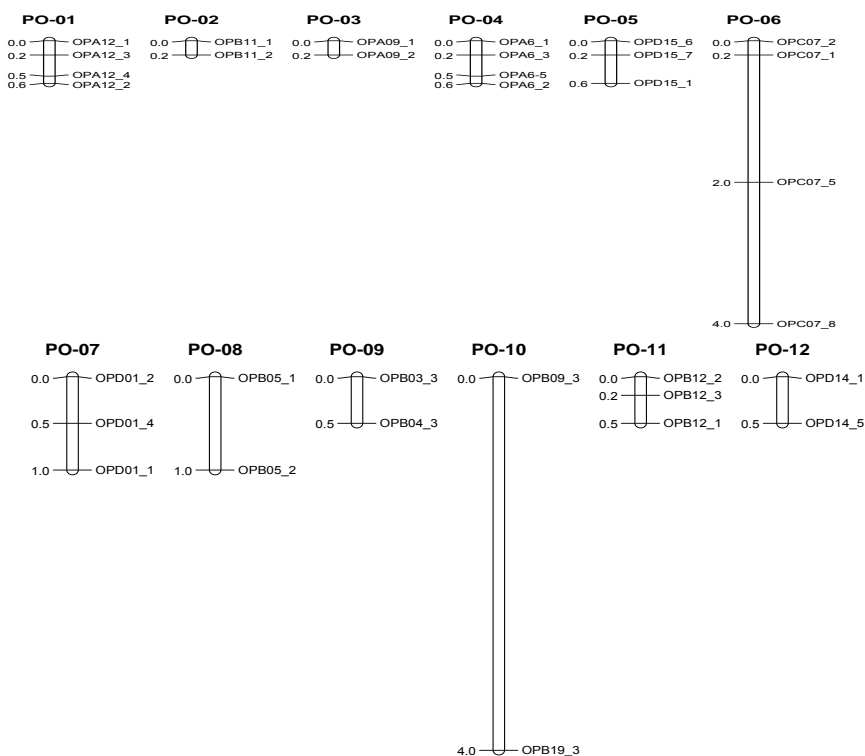 PO-01 PO-02 PO-03 PO-04 PO-05 PO-06
0.0 OPA12_1 0.0 OPB11_1 0.0 OPA09_1 0.0 OPA6_1 0.0 OPD15_6 0.0 OPC07_2
0.2 OPA12_3 0.2 OPB11_2 0.2 OPA09_2 0.2 OPA6_3 0.2 OPD15_7 0.2 OPC07_1
0.5 OPA12_4 0.5 OPA6-5
0.6 OPA12_2 0.6 OPA6_2 0.6 OPD15_1
2.0 OPC07_5
4.0 OPC07_8
PO-07 PO-08 PO-09 PO-10 PO-11 PO-12
0.0 OPD01_2 0.0 OPB05_1 0.0 OPB03_3 0.0 OPB09_3 0.0 OPB12_2 0.0 OPD14_1
0.2 OPB12_3
0.5 OPD01_4 0.5 OPB04_3 0.5 OPB12_1 0.5 OPD14_5
1.0 OPD01_1 1.0 OPB05_2
4.0 OPB19_3